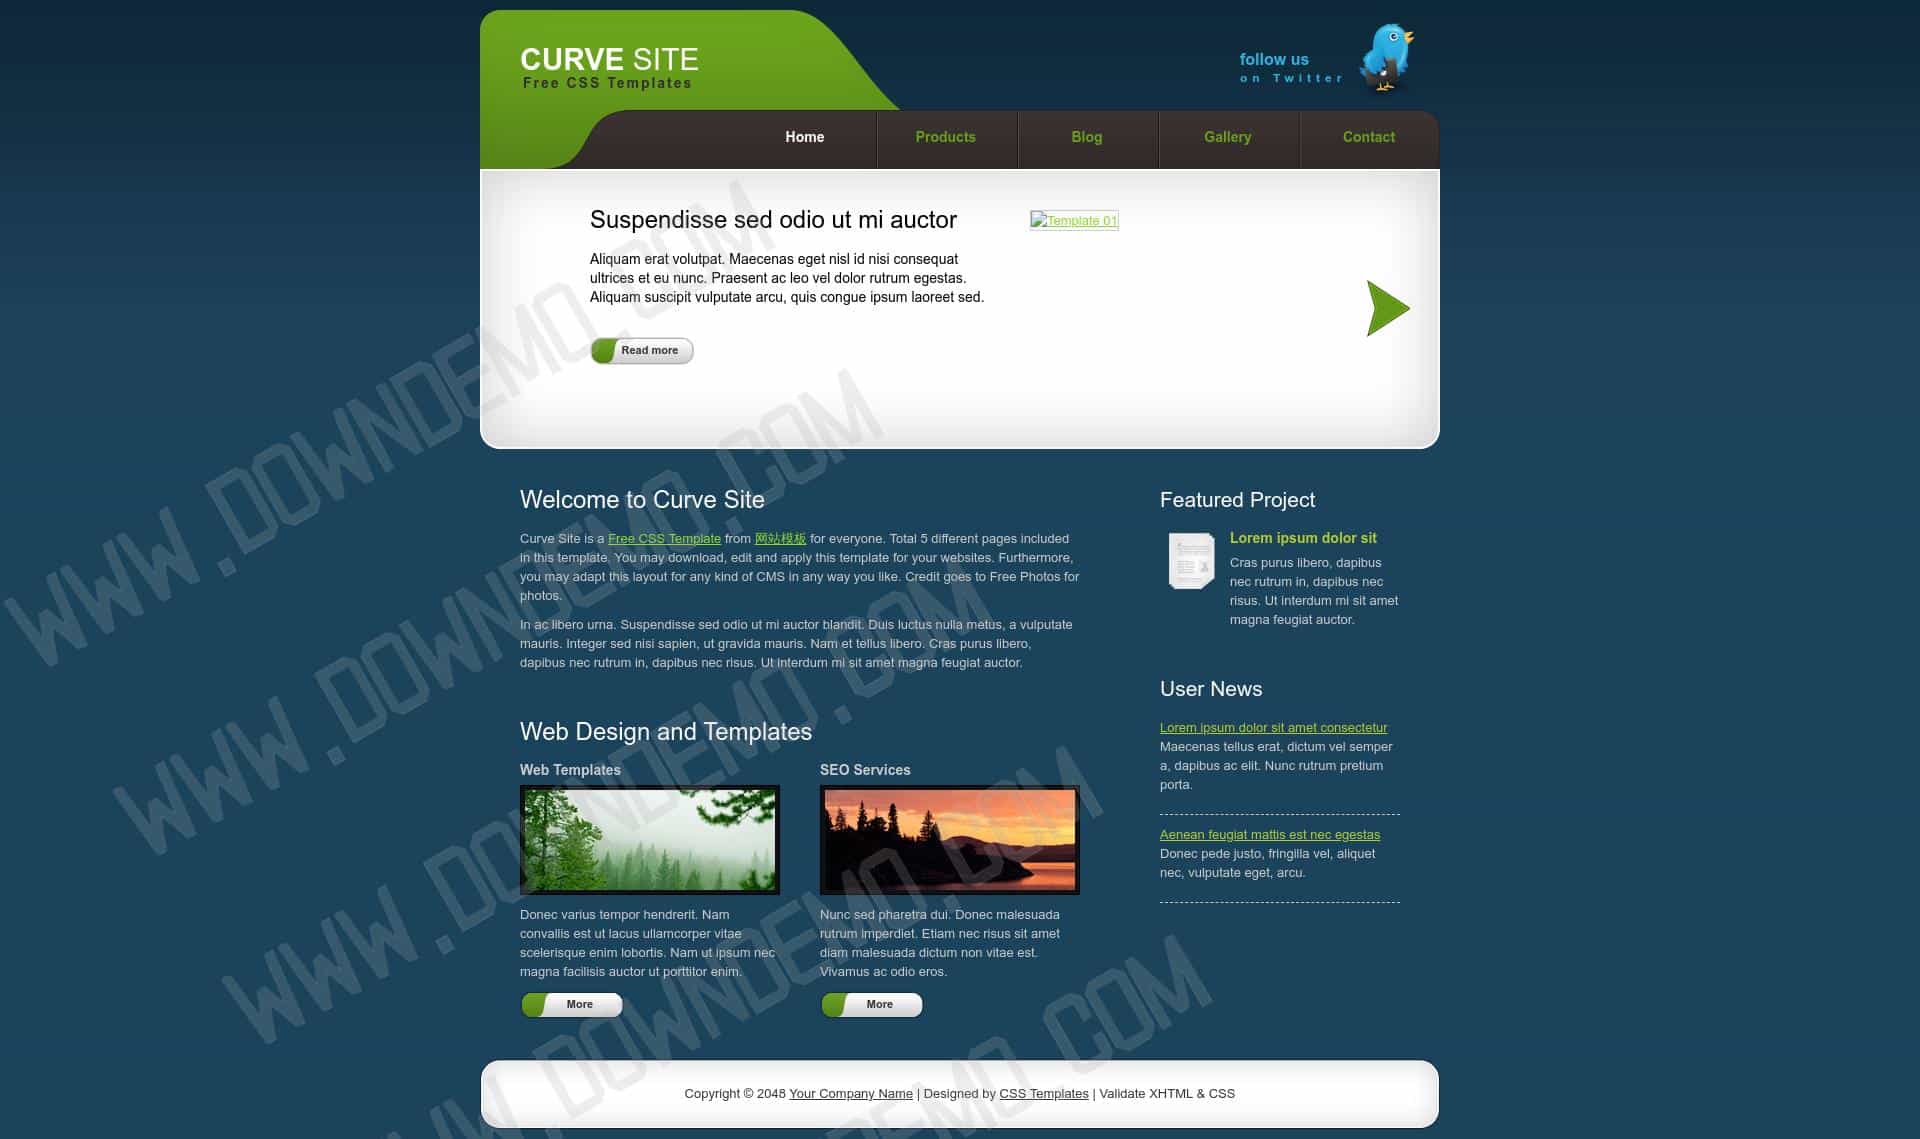 CURVE SITE
Free CSS Templates
follow us
on Twitter
Home Products Blog Gallery Contact
Suspendisse sed odio ut mi auctor
Template 01
Aliquam erat volutpat. Maecenas eget nisl id nisi consequat
ultrices et eu nunc. Praesent ac leo vel dolor rutrum egestas.
Aliquam suscipit vulputate arcu, quis congue ipsum laoreet sed.
Read more
Welcome to Curve Site
Curve Site is a Free CSS Template from 网站模板 for everyone. Total 5 different pages included
in this template. You may download, edit and apply this template for your websites. Furthermore,
you may adapt this layout for any kind of CMS in any way you like. Credit goes to Free Photos for
photos.
In ac libero urna. Suspendisse sed odio ut mi auctor blandit. Duis luctus nulla metus, a vulputate
mauris. Integer sed nisi sapien, ut gravida mauris. Nam et tellus libero. Cras purus libero,
dapibus nec rutrum in, dapibus nec risus. Ut interdum mi sit amet magna feugiat auctor.
Web Design and Templates
Web Templates
Donec varius tempor hendrerit. Nam
convallis est ut lacus ullamcorper vitae
scelerisque enim lobortis. Nam ut ipsum nec
magna facilisis auctor ut porttitor enim.
More
SEO Services
Nunc sed pharetra dui. Donec malesuada
rutrum imperdiet. Etiam nec risus sit amet
diam malesuada dictum non vitae est.
Vivamus ac odio eros.
More
Featured Project
Lorem ipsum dolor sit
Cras purus libero, dapibus
nec rutrum in, dapibus nec
risus. Ut interdum mi sit amet
magna feugiat auctor.
User News
Lorem ipsum dolor sit amet consectetur
Maecenas tellus erat, dictum vel semper
a, dapibus ac elit. Nunc rutrum pretium
porta.
Aenean feugiat mattis est nec egestas
Donec pede justo, fringilla vel, aliquet
nec, vulputate eget, arcu.
Copyright © 2048 Your Company Name | Designed by CSS Templates | Validate XHTML & CSS
WWW.DOWNDEMO.COM
WWW.DOWNDEMO.COM
WWW.DOWNDEMO.COM
WWW.DOWNDEMO.COM
WWW.DOWNDEMO.COM